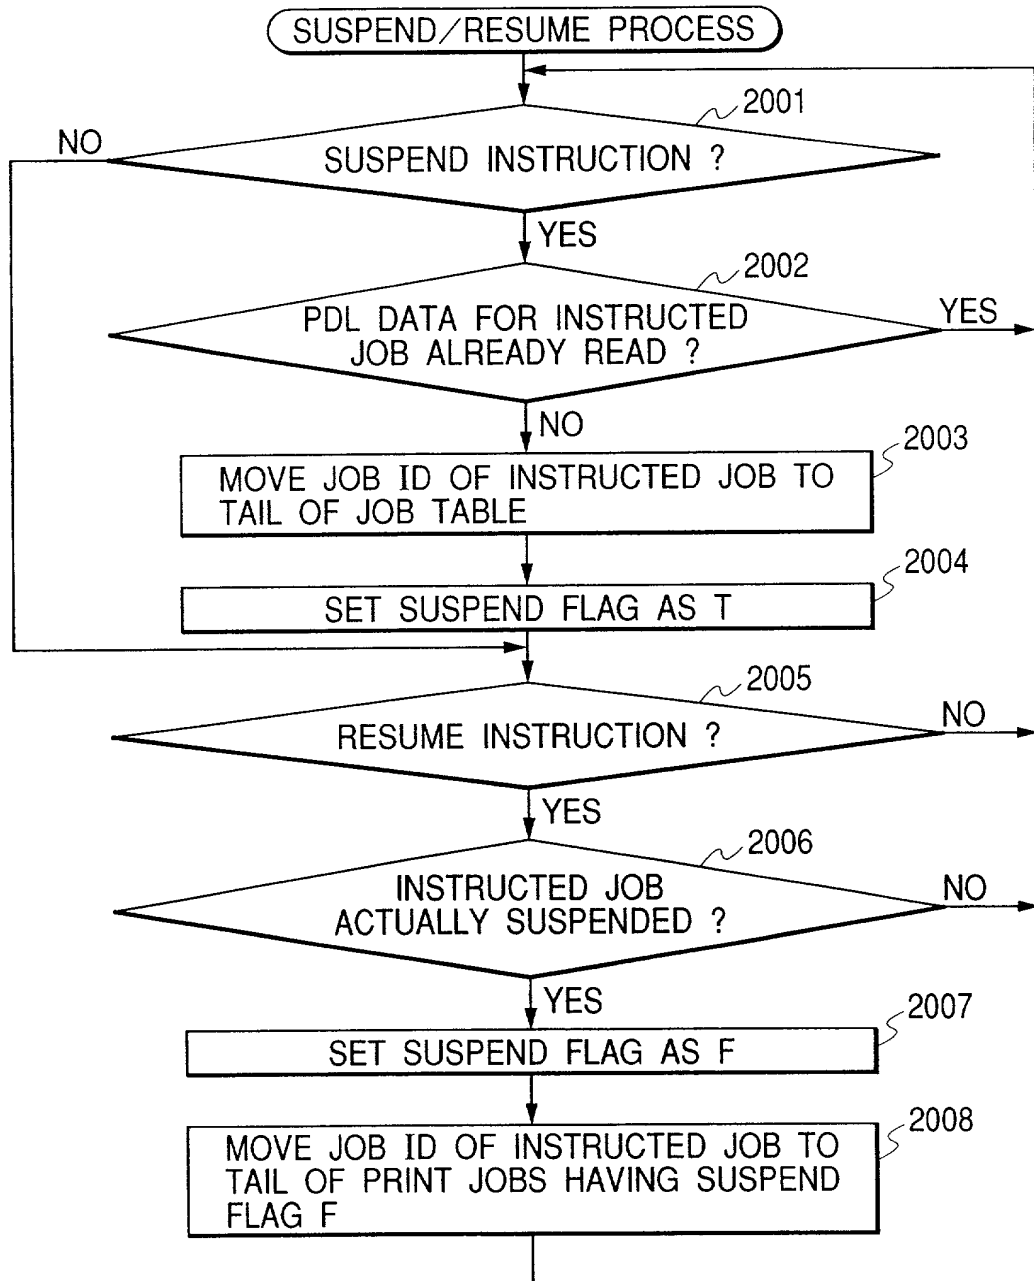 SUSPEND/RESUME PROCESS
2001
NO
SUSPEND INSTRUCTION ?
YES
2002
PDL DATA FOR INSTRUCTED
JOB ALREADY READ ?
YES
NO
2003
MOVE JOB ID OF INSTRUCTED JOB TO
TAIL OF JOB TABLE
2004
SET SUSPEND FLAG AS T
2005
RESUME INSTRUCTION ?
NO
YES
2006
INSTRUCTED JOB
ACTUALLY SUSPENDED ?
NO
YES
2007
SET SUSPEND FLAG AS F
2008
MOVE JOB ID OF INSTRUCTED JOB TO
TAIL OF PRINT JOBS HAVING SUSPEND
FLAG F